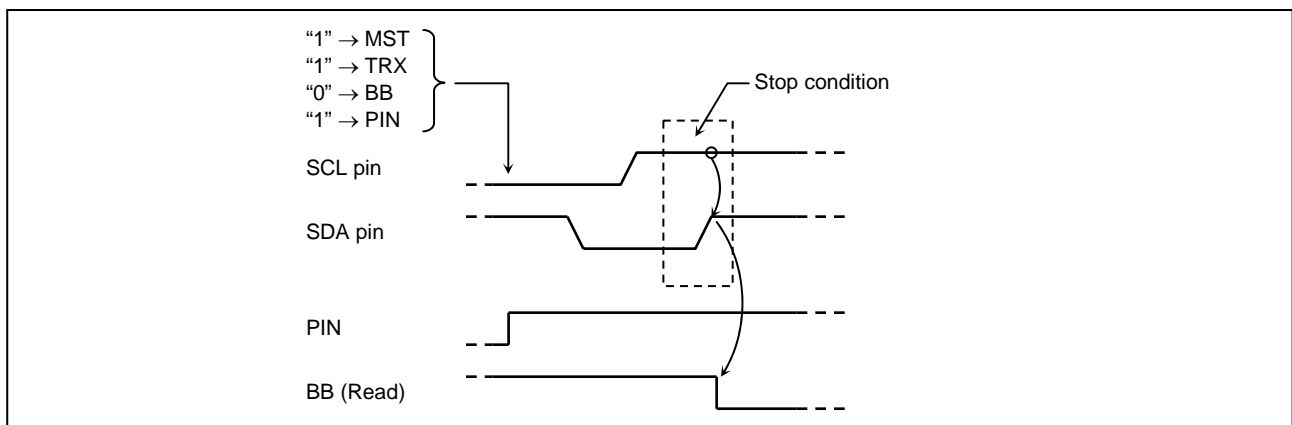 “1” → MST
“1” → TRX
“0” → BB
“1” → PIN
Stop condition
SCL pin
SDA pin
PIN
BB (Read)